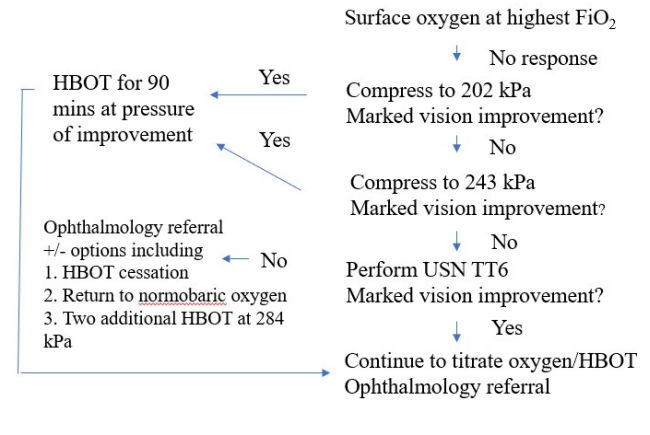 Surface oxygen at highest FiO₂
No response
HBOT for 90
mins at pressure
of improvement
Yes
Compress to 202 kPa
Marked vision improvement?
Yes
No
Compress to 243 kPa
Marked vision improvement?
Ophthalmology referral
+/- options including
1. HBOT cessation
2. Return to normobaric oxygen
3. Two additional HBOT at 284
kPa
No
No
Perform USN TT6
Marked vision improvement?
Yes
Continue to titrate oxygen/HBOT
Ophthalmology referral